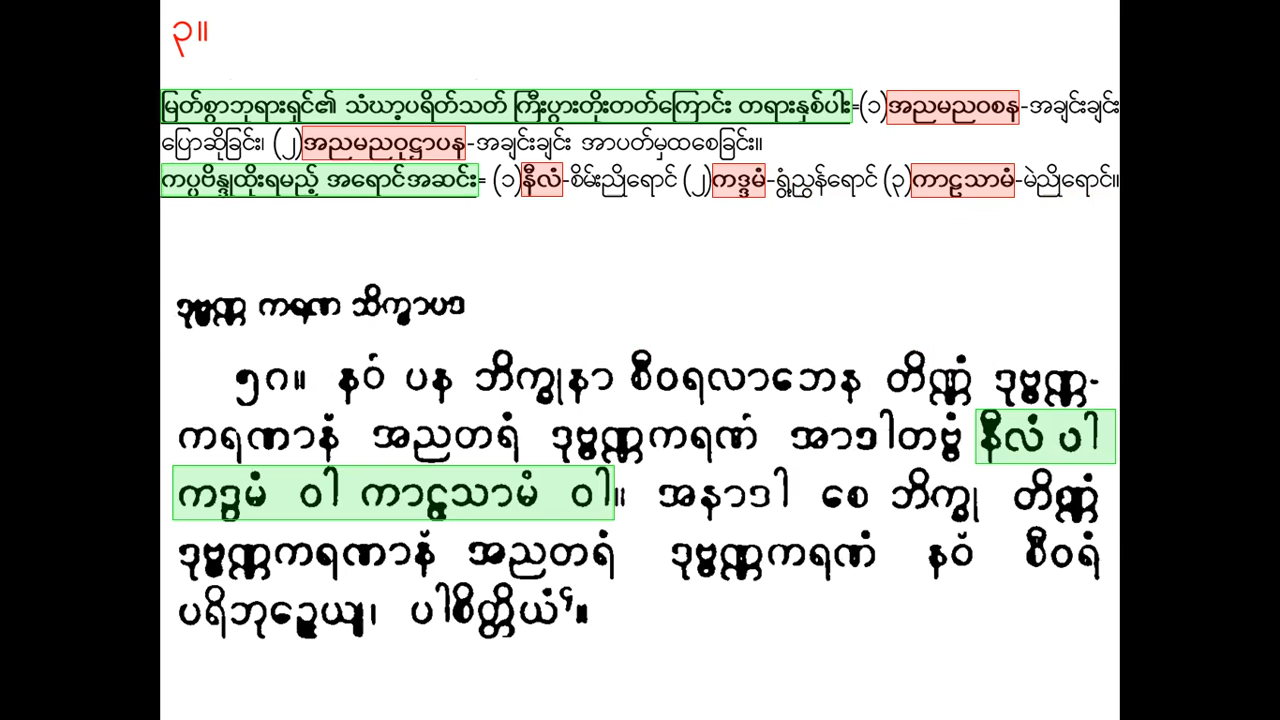 ၃။
မြတ်စွာဘုရားရှင်၏ သံဃာ့ပရိတ်သတ် ကြီးပွားတိုးတတ်ကြောင်း တရားနှစ်ပါး=(၁)အညမညဝစန-အချင်းချင်း
ပြောဆိုခြင်း၊ (၂)အညမညဝုဋ္ဌာပန-အချင်းချင်း အာပတ်မှထစေခြင်း။
ကပ္ပဗိန္ဒုထိုးရမည့် အရောင်အဆင်း= (၁)နီလံ-စိမ်းညိုရောင် (၂)ကဒ္ဒမံ-ရွှံ့ညွန်ရောင် (၃)ကာဠသာမံ-မဲညိုရောင်။
ဒုဗ္ဗဏ္ဏ ကရဏ သိက္ခာပဒ
၅၈။ နဝံ ပန ဘိက္ခုနာ စီဝရလာဘေန တိဏ္ဏံ ဒုဗ္ဗဏ္ဏ-
ကရဏာနံ အညတရံ ဒုဗ္ဗဏ္ဏကရဏံ အာဒါတဗ္ဗံ နီလံ ဝါ
ကဒ္ဒမံ ဝါ ကာဠသာမံ ဝါ။ အနာဒါ စေ ဘိက္ခု တိဏ္ဏံ
ဒုဗ္ဗဏ္ဏကရဏာနံ အညတရံ ဒုဗ္ဗဏ္ဏကရဏံ နဝံ စီဝရံ
ပရိဘုဉ္ဇေယျ၊ ပါစိတ္တိယံ၄။